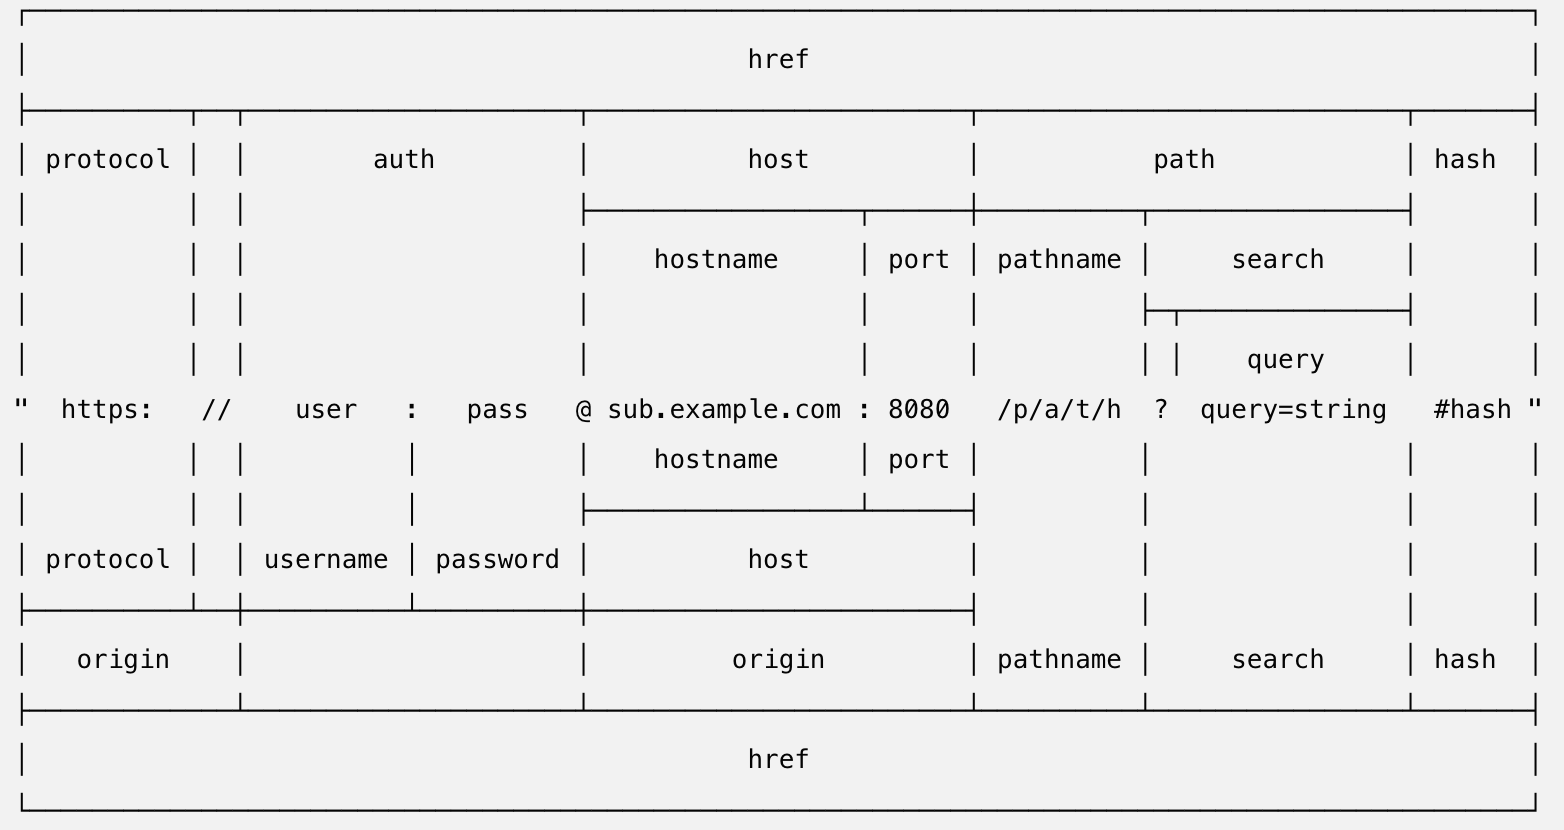 href
protocol auth host path hash
hostname port pathname search
query
" https: // user : pass @ sub.example.com : 8080 /p/a/t/h ? query=string #hash "
hostname port
protocol username password host
origin origin pathname search hash
href